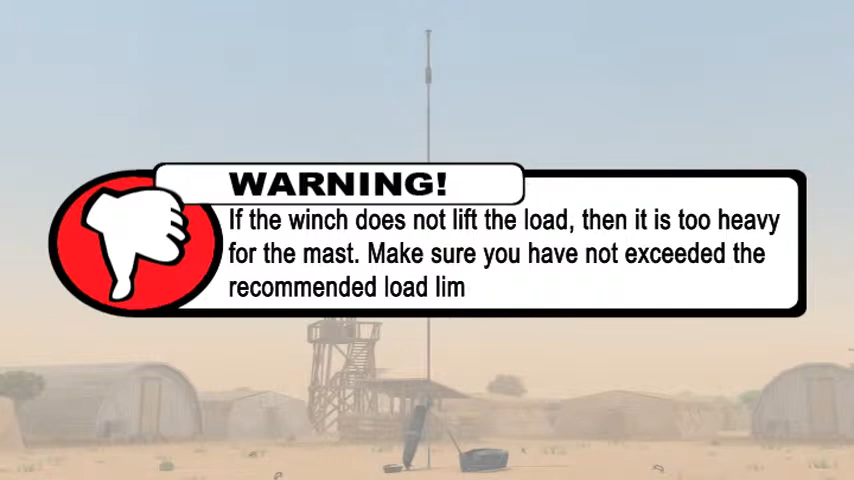 WARNING!
If the winch does not lift the load, then it is too heavy
for the mast. Make sure you have not exceeded the
recommended load lim